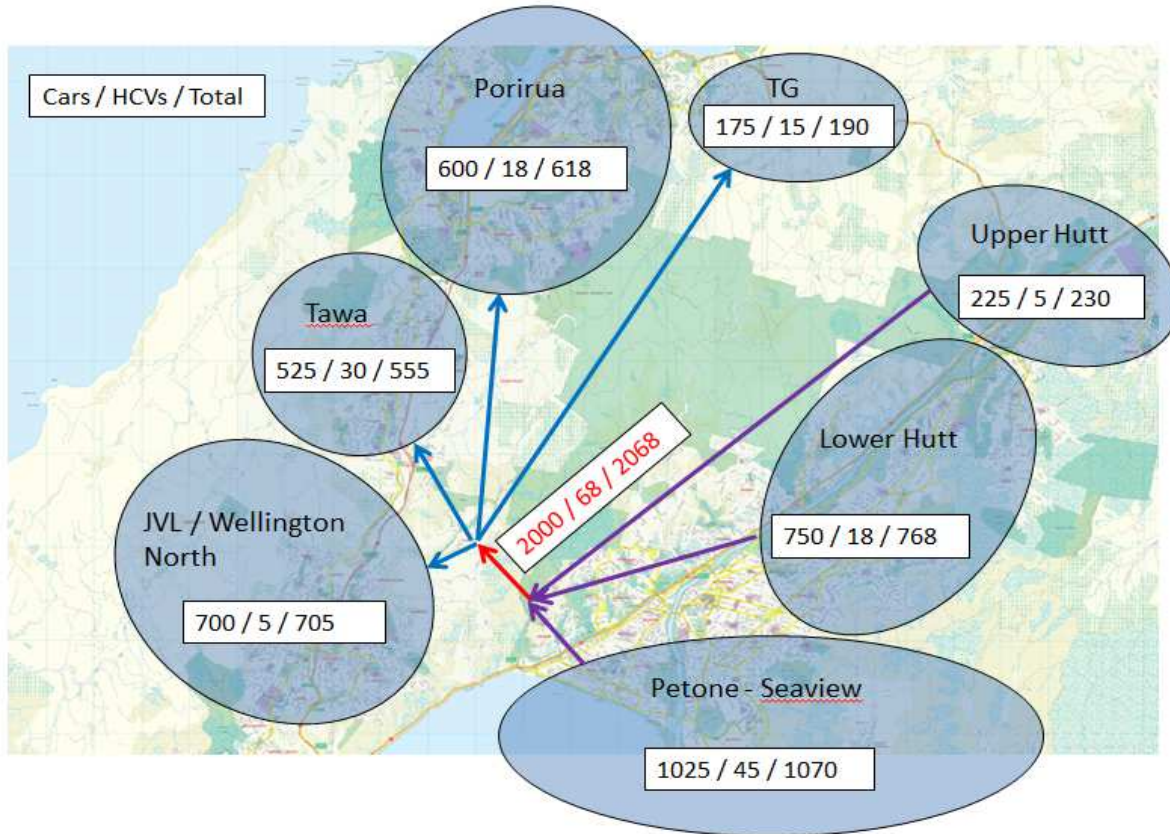 Cars / HCVs / Total
Porirua
600 / 18 / 618
TG
175 / 15 / 190
Upper Hutt
225 / 5 / 230
Tawa
525 / 30 / 555
Lower Hutt
750 / 18 / 768
2000 / 68 / 2068
JVL / Wellington
North
700 / 5 / 705
Petone - Seaview
1025 / 45 / 1070